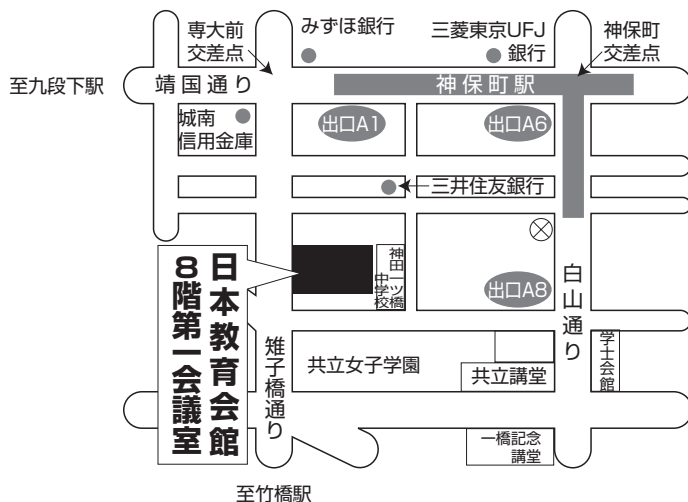 専大前
交差点
みずほ銀行
三菱東京UFJ
銀行
神保町
交差点
至九段下駅
靖国通り
神保町駅
城南
信用金庫
出口A1
出口A6
三井住友銀行
日本教育会館
8階第一会議室
神田一ツ橋
中学校
出口A8
白山通り
雉子橋通り
共立女子学園
共立講堂
学士会館
一橋記念
講堂
至竹橋駅